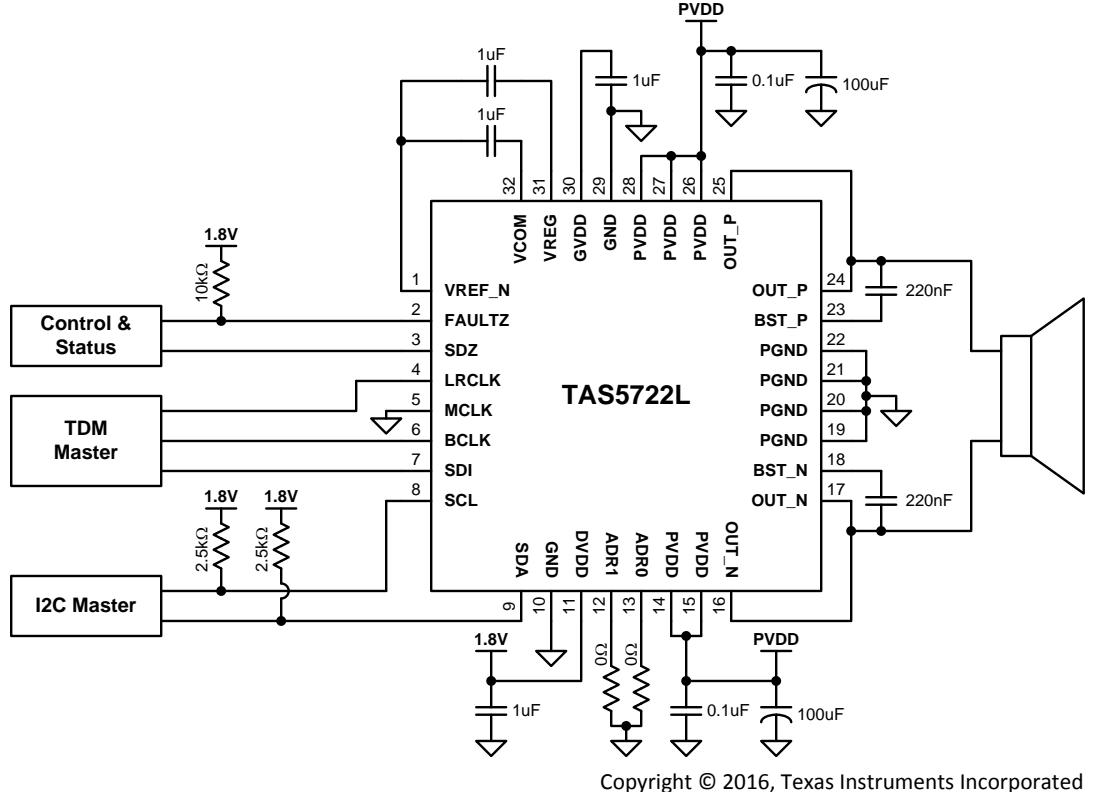 PVDD
1uF
1uF
1uF
0.1uF
100uF
32
31
30
29
28
27
26
25
VCOM
VREG
GVDD
GND
PVDD
PVDD
PVDD
OUT_P
1.8V
10kΩ
Control &
Status
TDM
Master
1.8V
1.8V
2.5kΩ
2.5kΩ
I2C Master
1
2
3
4
5
6
7
8
VREF_N
FAULTZ
SDZ
LRCLK
MCLK
BCLK
SDI
SCL
TAS5722L
OUT_P
BST_P
PGND
PGND
PGND
PGND
BST_N
OUT_N
24
23
22
21
20
19
18
17
220nF
220nF
SDA
GND
DVDD
ADR1
ADR0
PVDD
PVDD
OUT_N
9
10
11
12
13
14
15
16
1.8V
1uF
0Ω
0Ω
PVDD
0.1uF
100uF
Copyright © 2016, Texas Instruments Incorporated